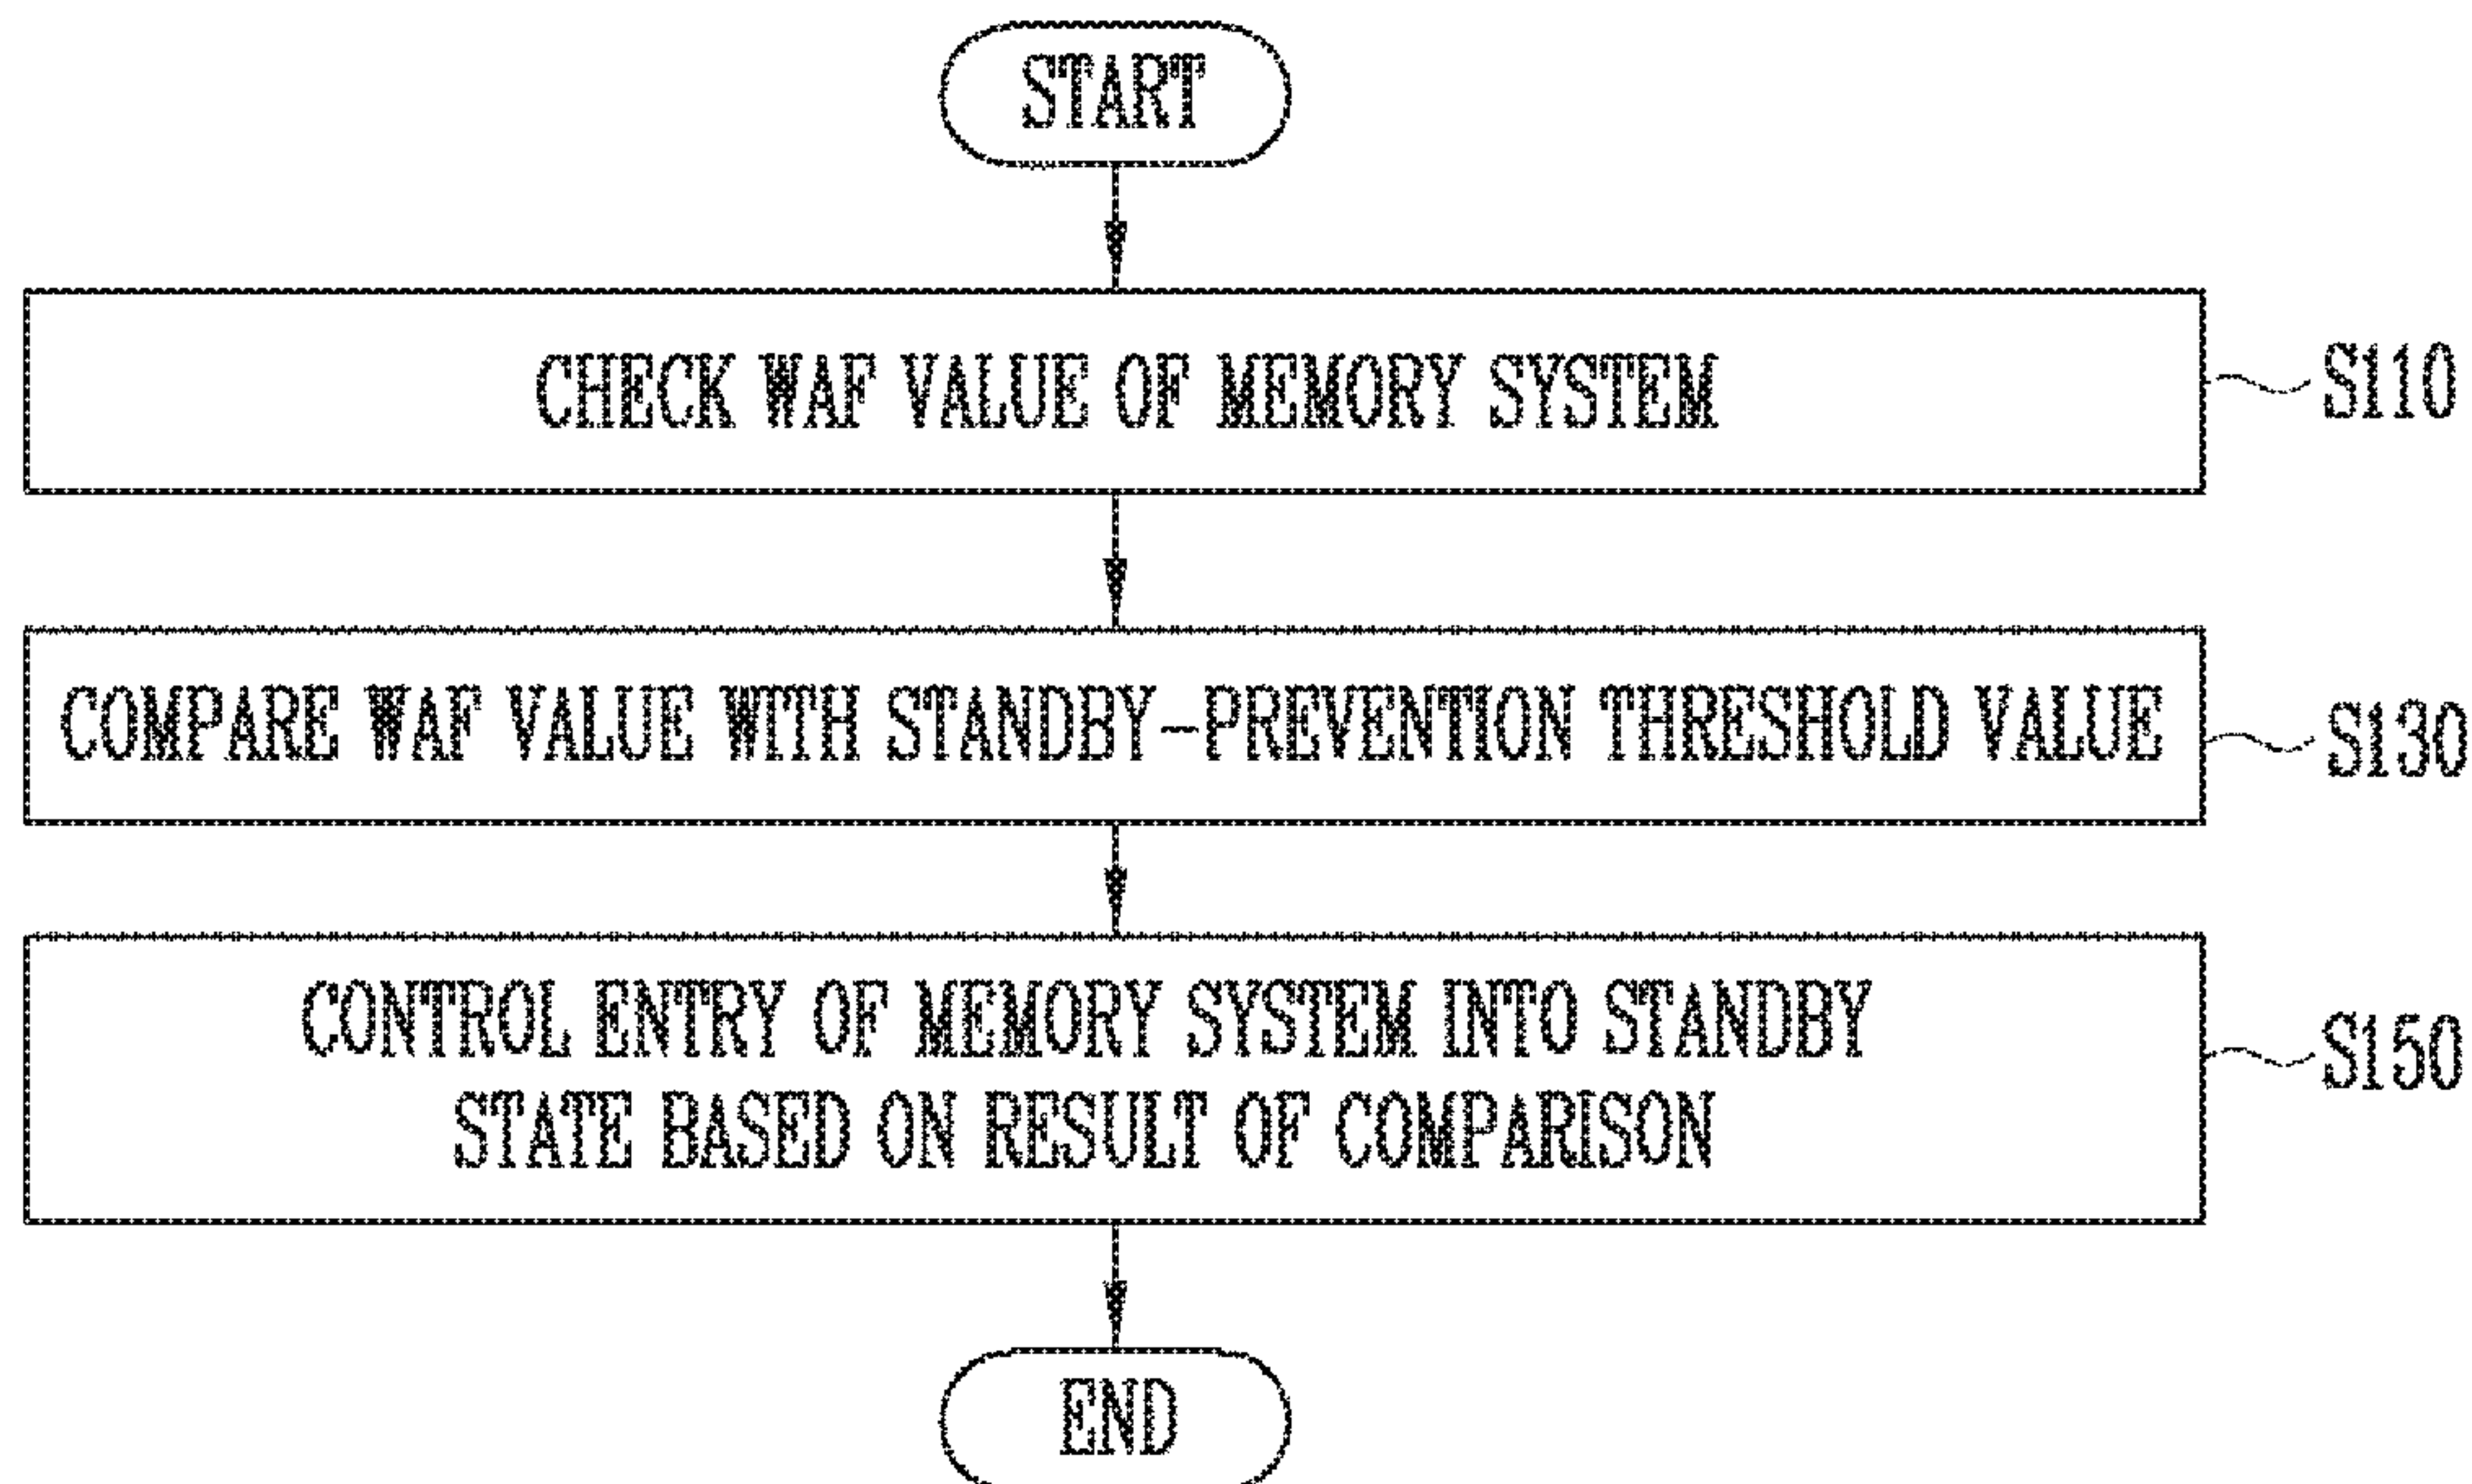 START
CHECK WAF VALUE OF MEMORY SYSTEM
S110
COMPARE WAF VALUE WITH STANDBY-PREVENTION THRESHOLD VALUE
S130
CONTROL ENTRY OF MEMORY SYSTEM INTO STANDBY
STATE BASED ON RESULT OF COMPARISON
S150
END